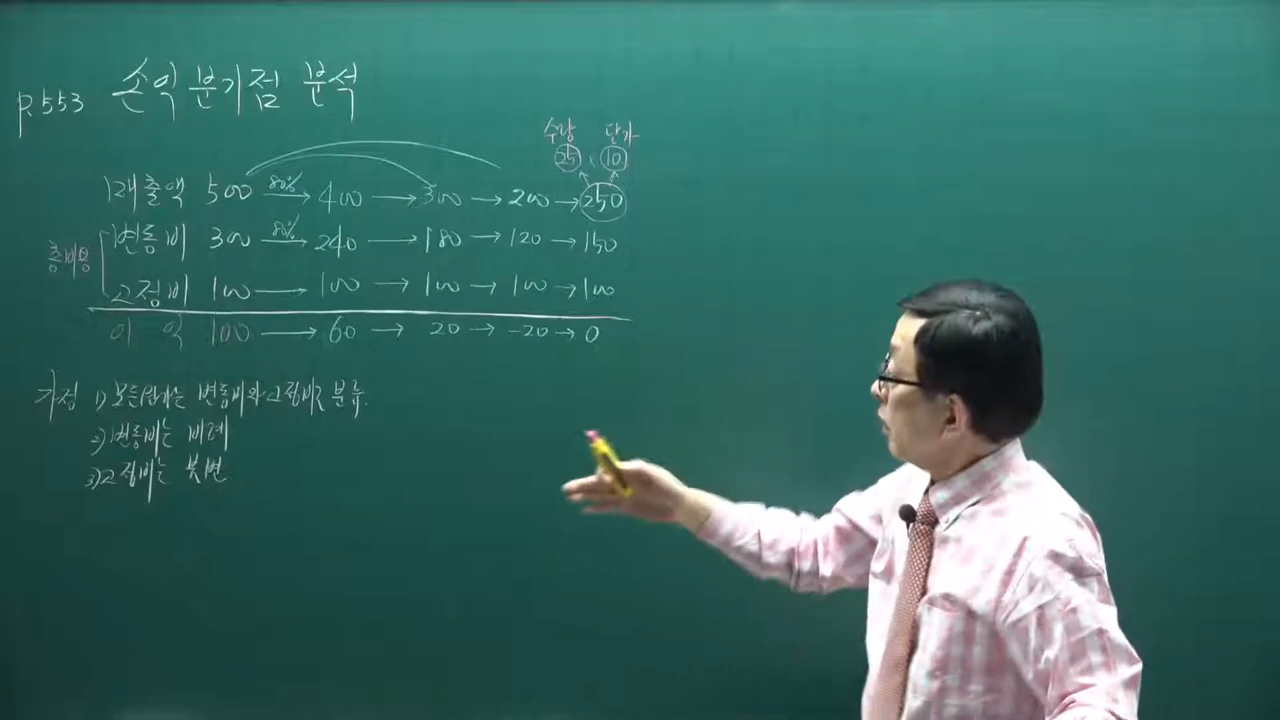 p.553 손익분기점 분석
수량 단가
25 × 10
매출액 500 80%→ 400 → 300 → 200 → 250
총비용
변동비 300 80%→ 240 → 180 → 120 → 150
고정비 100 → 100 → 100 → 100 → 100
이 익 100 → 60 → 20 → -20 → 0
가정 1) 모든 원가는 변동비와 고정비로 분류.
2) 변동비는 비례
3) 고정비는 불변